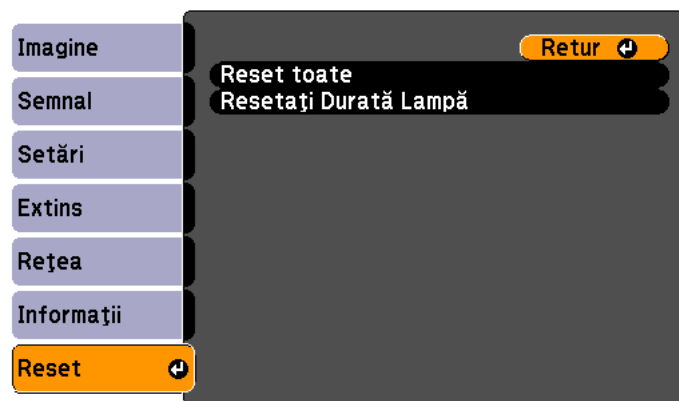 Imagine
Semnal
Setări
Extins
Reţea
Informaţii
Reset
Retur
Reset toate
Resetaţi Durată Lampă